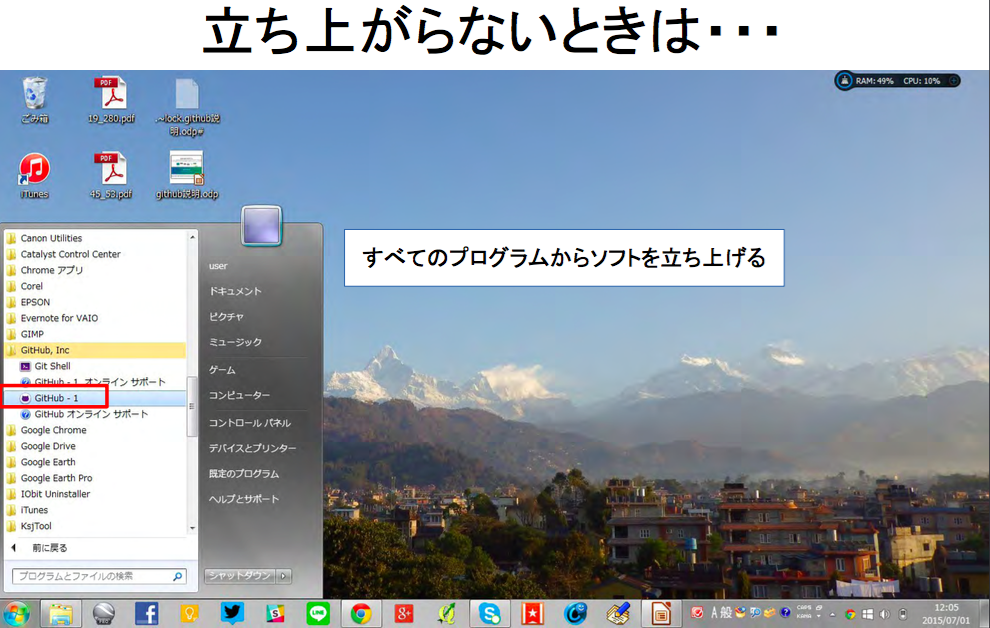 立ち上がらないときは・・・
RAM: 49% CPU: 10%
ごみ箱
19_280.pdf
.~lock.github説
明.odp#
iTunes
45_53.pdf
github説明.odp
すべてのプログラムからソフトを立ち上げる
Canon Utilities
Catalyst Control Center
Chrome アプリ
Corel
EPSON
Evernote for VAIO
GIMP
GitHub, Inc
Git Shell
GitHub - 1 オンライン サポート
GitHub - 1
GitHub オンライン サポート
Google Chrome
Google Drive
Google Earth
Google Earth Pro
IObit Uninstaller
iTunes
KsjTool
前に戻る
プログラムとファイルの検索
user
ドキュメント
ピクチャ
ミュージック
ゲーム
コンピューター
コントロール パネル
デバイスとプリンター
既定のプログラム
ヘルプとサポート
シャットダウン
A 般
CAPS
KANA
12:05
2015/07/01